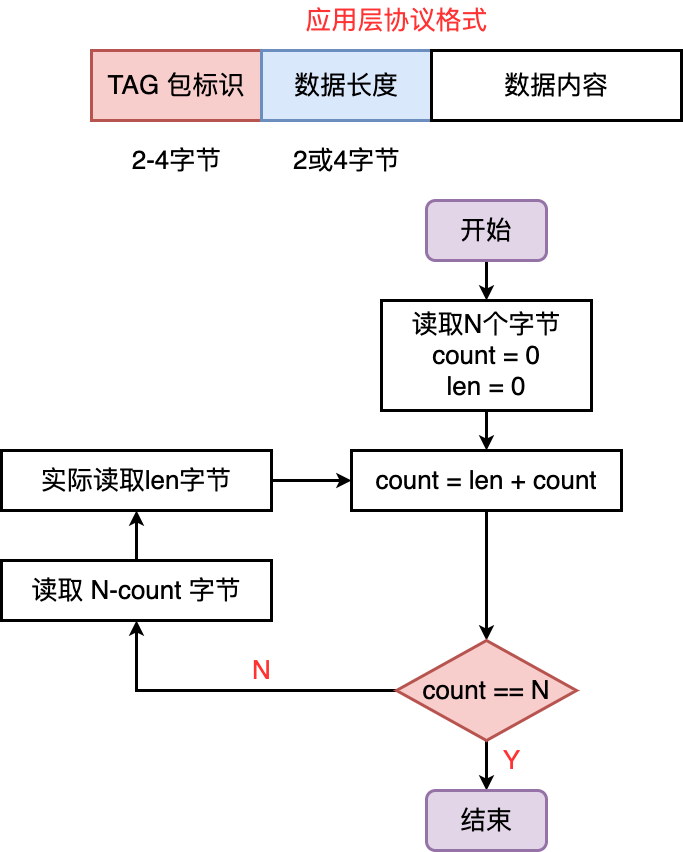 应用层协议格式
TAG 包标识
数据长度
数据内容
2-4字节
2或4字节
开始
读取N个字节
count = 0
len = 0
实际读取len字节
count = len + count
读取 N-count 字节
N
count == N
Y
结束